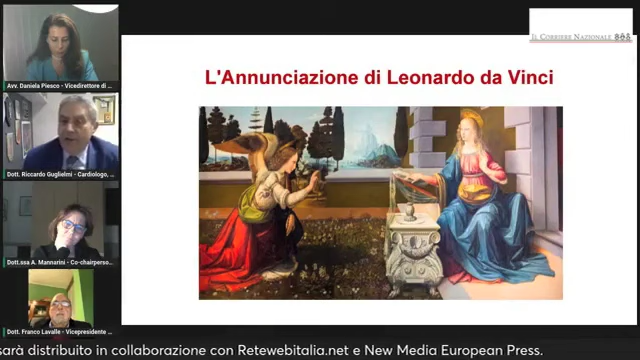 Avv. Daniela Piesco - Vicedirettore di ...
Dott. Riccardo Guglielmi - Cardiologo, ...
Dott.ssa A. Mannarini - Co-chairperso...
Dott. Franco Lavalle - Vicepresidente ...
IL CORRIERE NAZIONALE
L'Annunciazione di Leonardo da Vinci
sarà distribuito in collaborazione con Retewebitalia.net e New Media European Press.